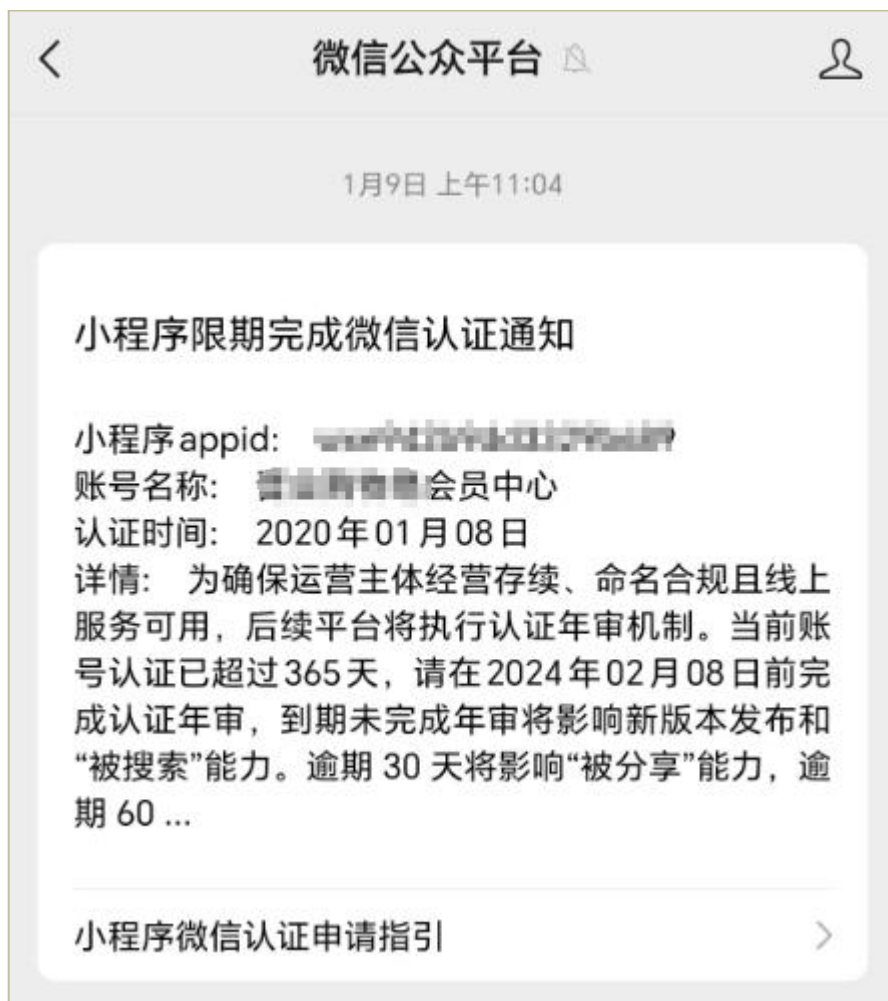 微信公众平台
1月9日 上午11:04
小程序限期完成微信认证通知
小程序appid:
账号名称: 会员中心
认证时间: 2020年01月08日
详情: 为确保运营主体经营存续、命名合规且线上
服务可用，后续平台将执行认证年审机制。当前账
号认证已超过365天，请在2024年02月08日前完
成认证年审，到期未完成年审将影响新版本发布和
“被搜索”能力。逾期 30 天将影响“被分享”能力，逾
期 60 ...
小程序微信认证申请指引